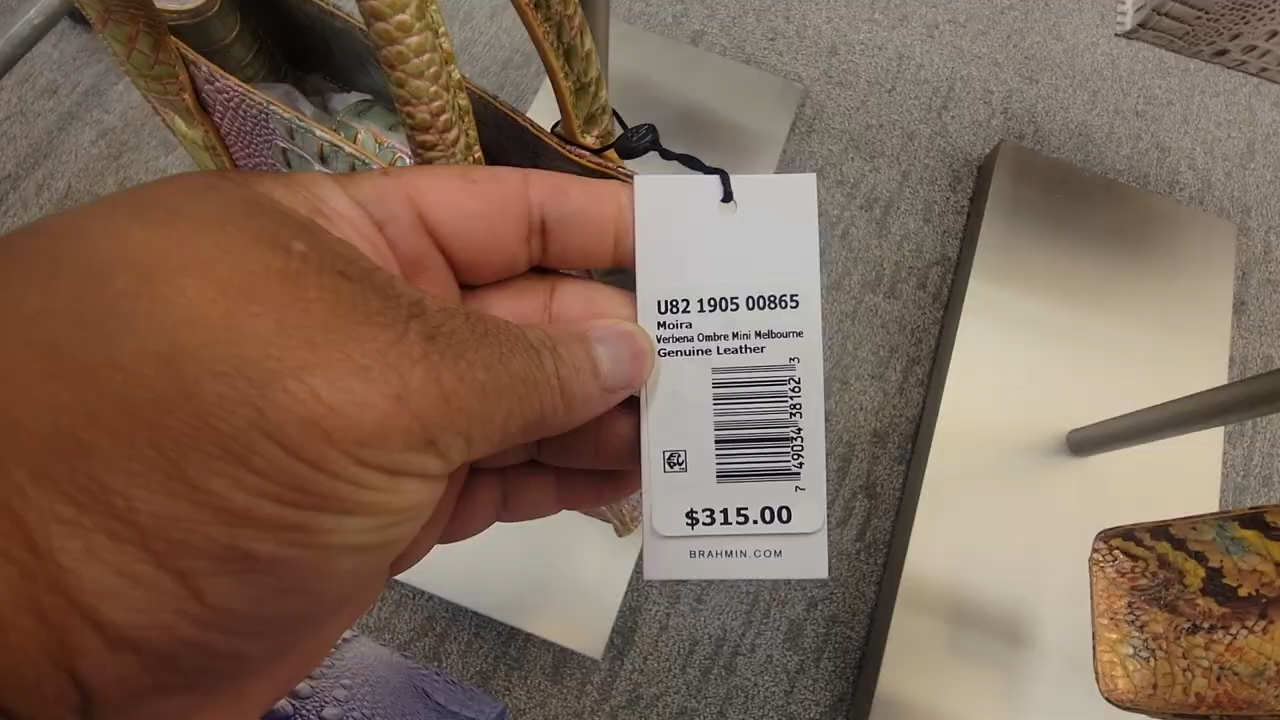 U82 1905 00865
Moira
Verbena Ombre Mini Melbourne
Genuine Leather
7 49034 38162 3
$315.00
BRAHMIN.COM